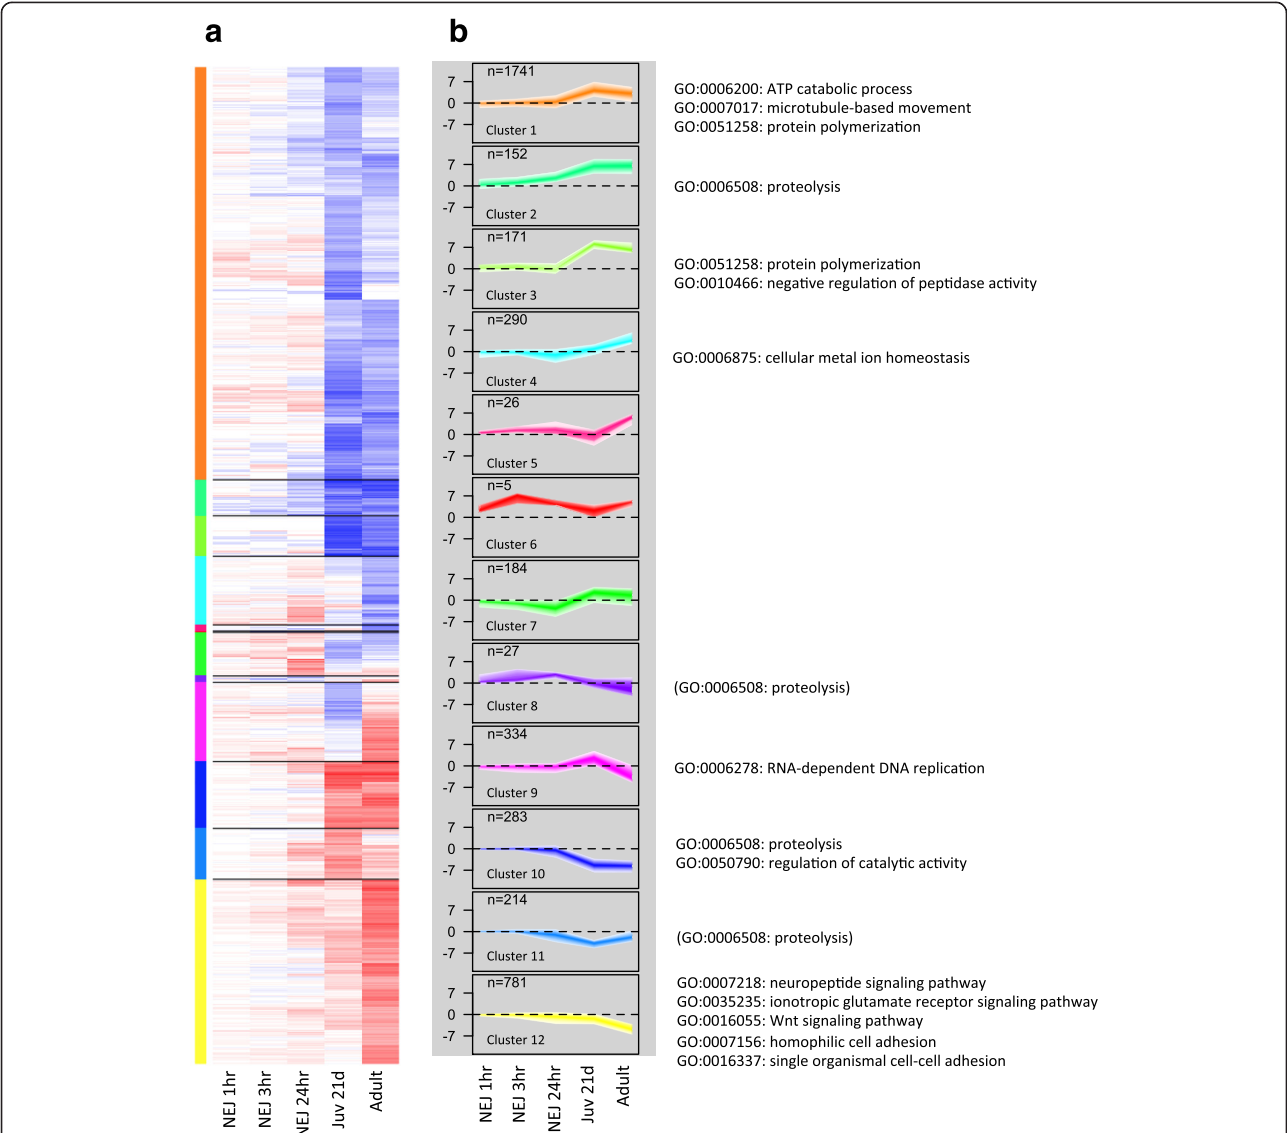 a
b
n=1741
7
0
-7
Cluster 1
GO:0006200: ATP catabolic process
GO:0007017: microtubule-based movement
GO:0051258: protein polymerization
n=152
7
0
-7
Cluster 2
GO:0006508: proteolysis
n=171
7
0
-7
Cluster 3
GO:0051258: protein polymerization
GO:0010466: negative regulation of peptidase activity
n=290
7
0
-7
Cluster 4
GO:0006875: cellular metal ion homeostasis
n=26
7
0
-7
Cluster 5
n=5
7
0
-7
Cluster 6
n=184
7
0
-7
Cluster 7
n=27
7
0
-7
Cluster 8
(GO:0006508: proteolysis)
n=334
7
0
-7
Cluster 9
GO:0006278: RNA-dependent DNA replication
n=283
7
0
-7
Cluster 10
GO:0006508: proteolysis
GO:0050790: regulation of catalytic activity
n=214
7
0
-7
Cluster 11
(GO:0006508: proteolysis)
n=781
7
0
-7
Cluster 12
GO:0007218: neuropeptide signaling pathway
GO:0035235: ionotropic glutamate receptor signaling pathway
GO:0016055: Wnt signaling pathway
GO:0007156: homophilic cell adhesion
GO:0016337: single organismal cell-cell adhesion
NEJ 1hr
NEJ 3hr
NEJ 24hr
Juv 21d
Adult
NEJ 1hr
NEJ 3hr
NEJ 24hr
Juv 21d
Adult